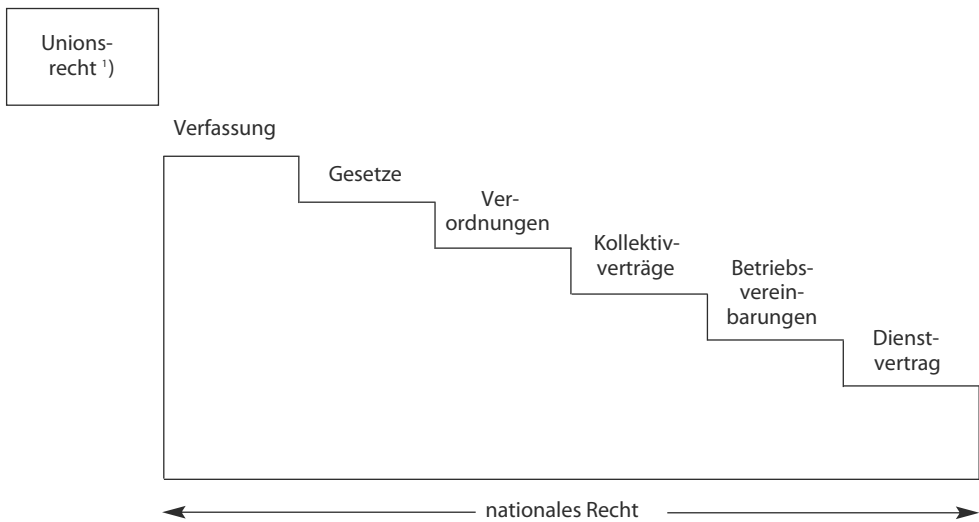 Unions-
recht ¹)
Verfassung
Gesetze
Ver-
ordnungen
Kollektiv-
verträge
Betriebs-
verein-
barungen
Dienst-
vertrag
nationales Recht